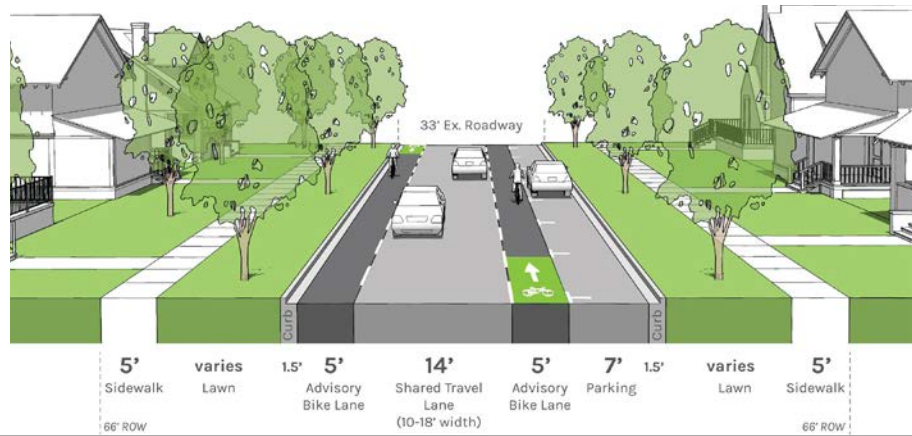 33' Ex. Roadway
Curb
Curb
5'
Sidewalk
varies
Lawn
1.5'
5'
Advisory
Bike Lane
14'
Shared Travel
Lane
(10-18' width)
5'
Advisory
Bike Lane
7'
Parking
1.5'
varies
Lawn
5'
Sidewalk
66' ROW
66' ROW